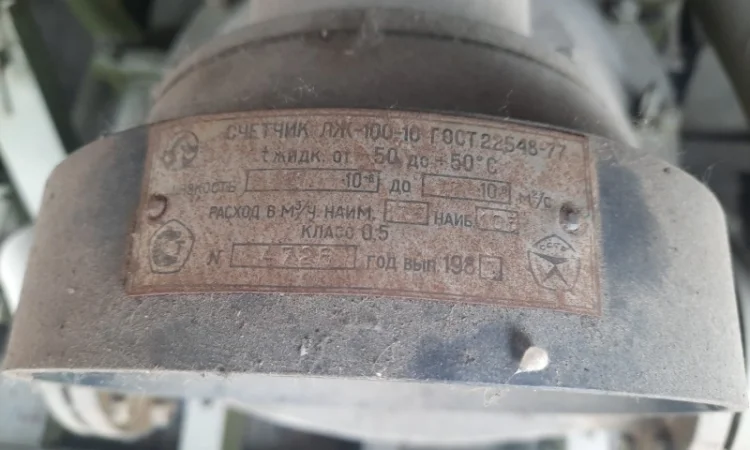 СЧЕТЧИК ЛЖ-100-10 ГОСТ 22548-77
t жидк. от -50 до +50°С
вязкость 10⁻⁶ до 10⁻⁶ м²/с
РАСХОД В М³/Ч. НАИМ. НАИБ.
КЛАСС 0,5
N ГОД ВЫП. 198